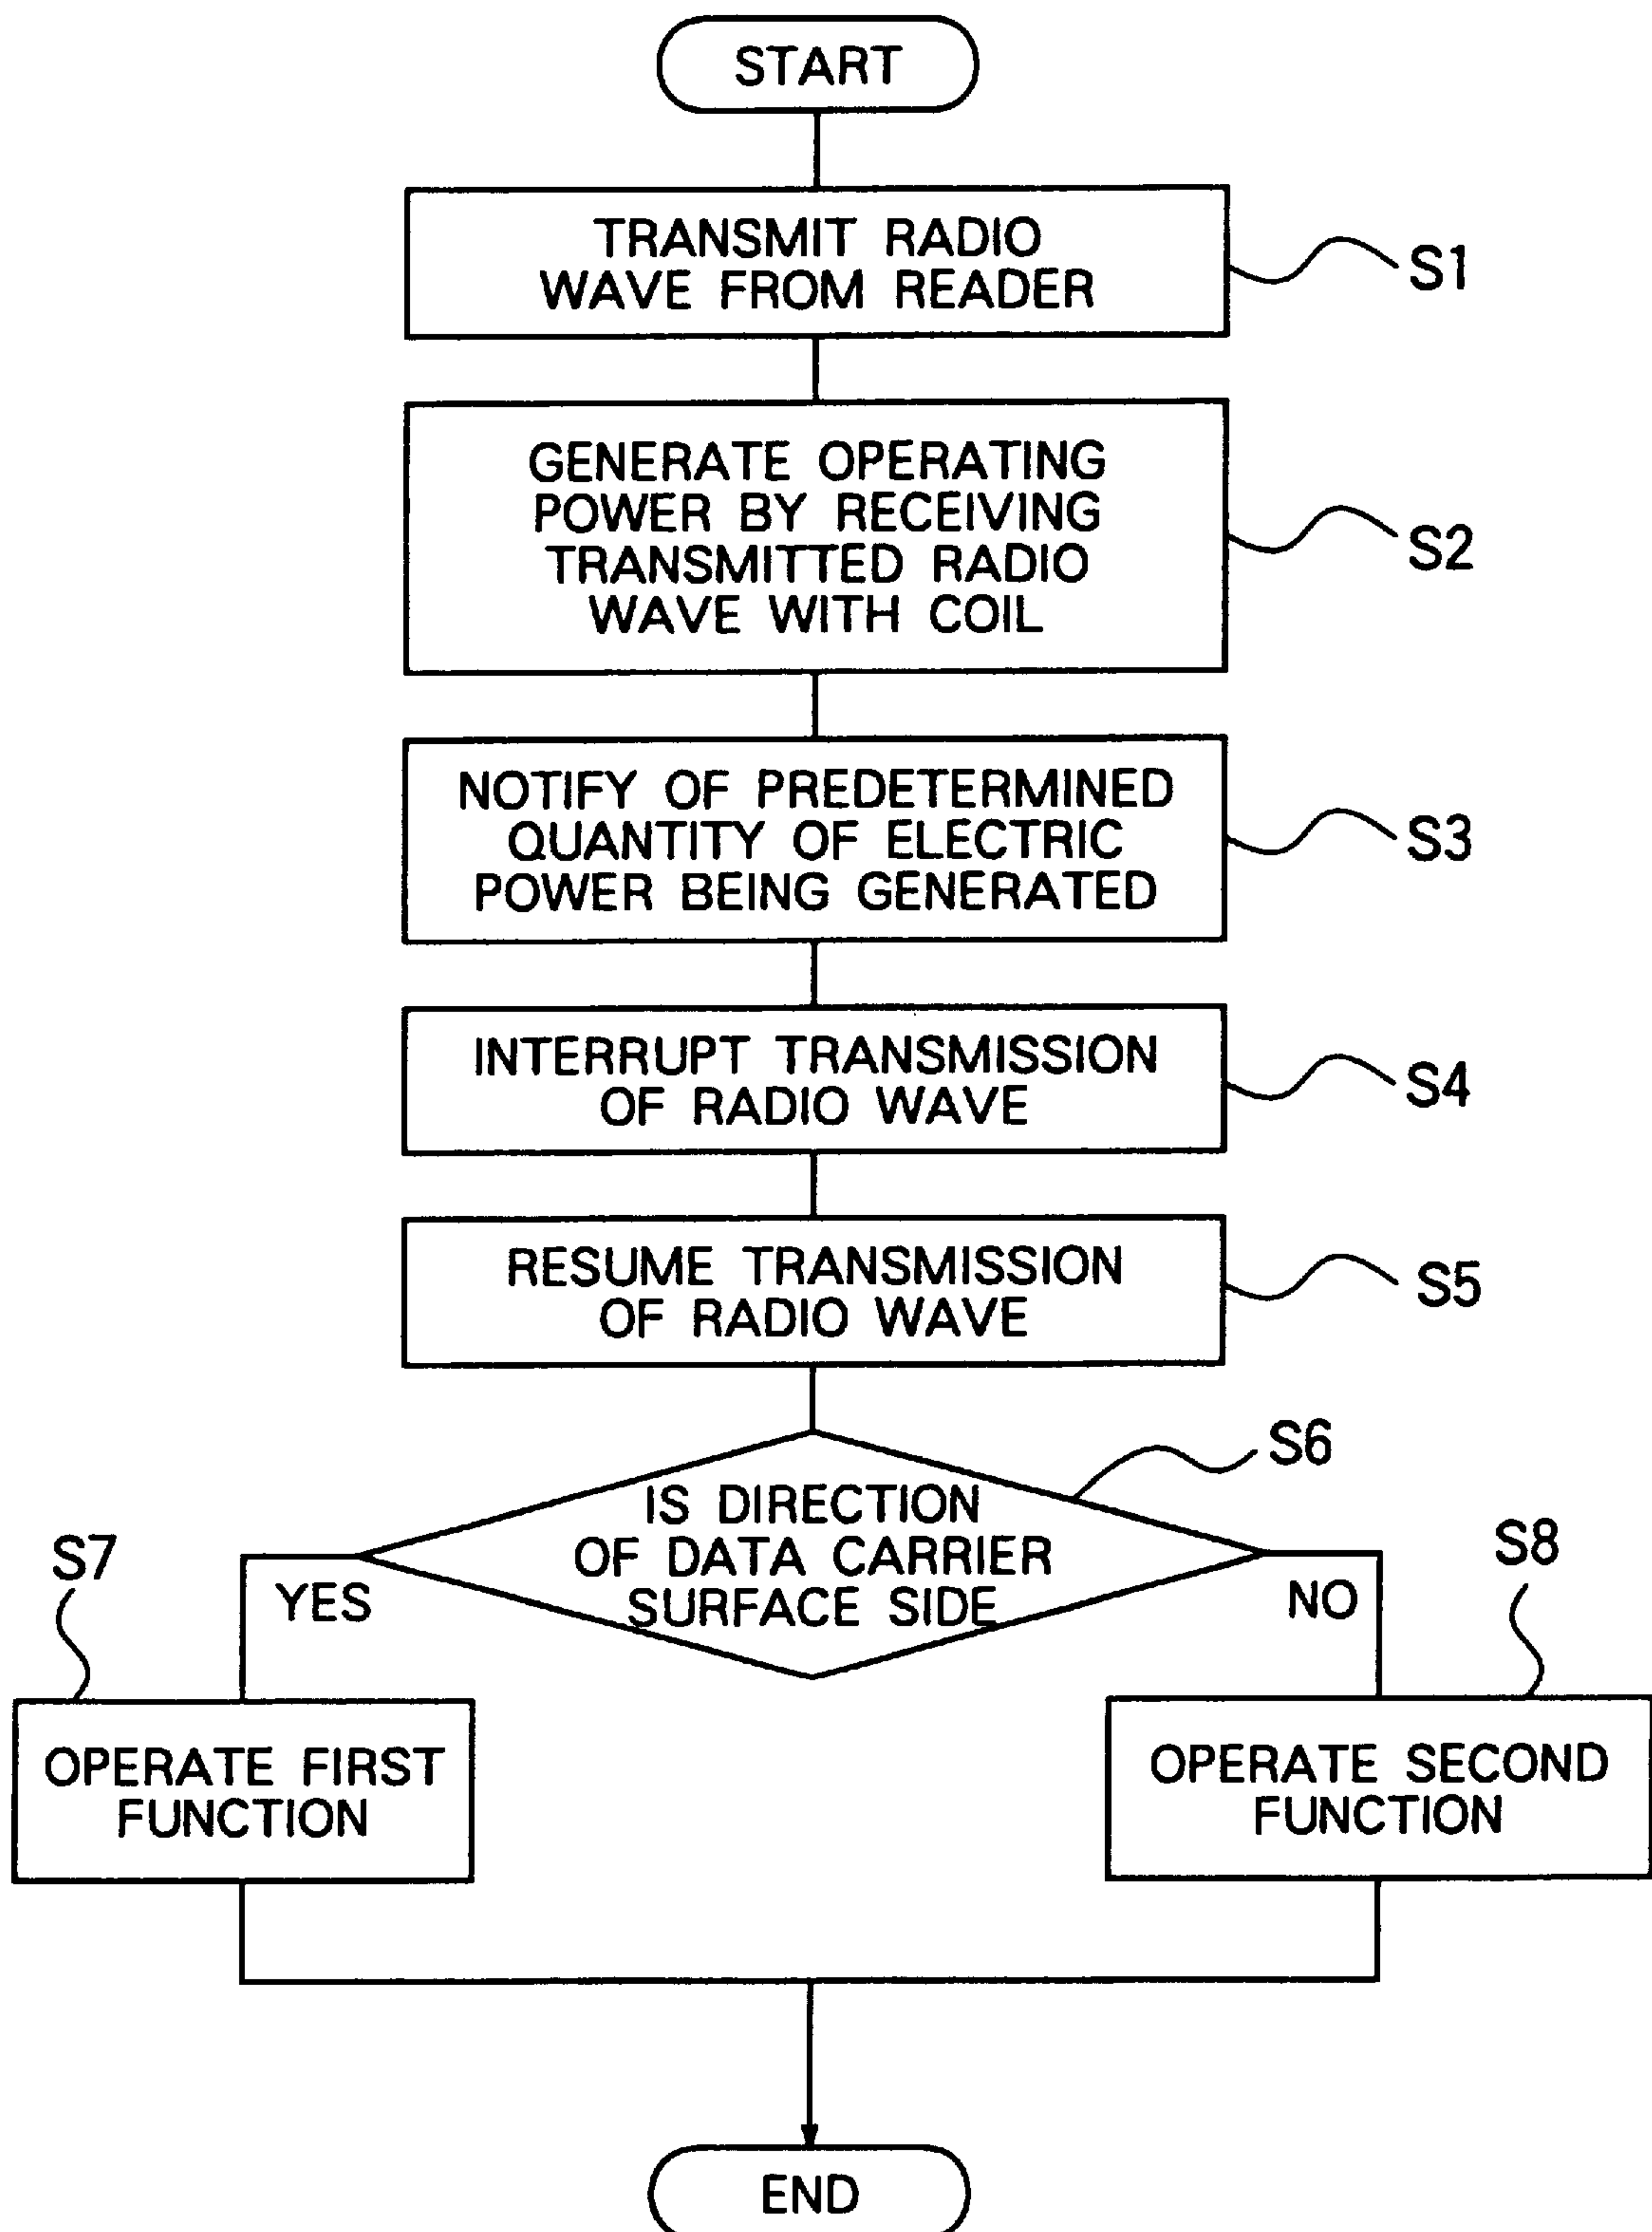 START
TRANSMIT RADIO
WAVE FROM READER
S1
GENERATE OPERATING
POWER BY RECEIVING
TRANSMITTED RADIO
WAVE WITH COIL
S2
NOTIFY OF PREDETERMINED
QUANTITY OF ELECTRIC
POWER BEING GENERATED
S3
INTERRUPT TRANSMISSION
OF RADIO WAVE
S4
RESUME TRANSMISSION
OF RADIO WAVE
S5
IS DIRECTION
OF DATA CARRIER
SURFACE SIDE
S6
YES
NO
S7
OPERATE FIRST
FUNCTION
S8
OPERATE SECOND
FUNCTION
END